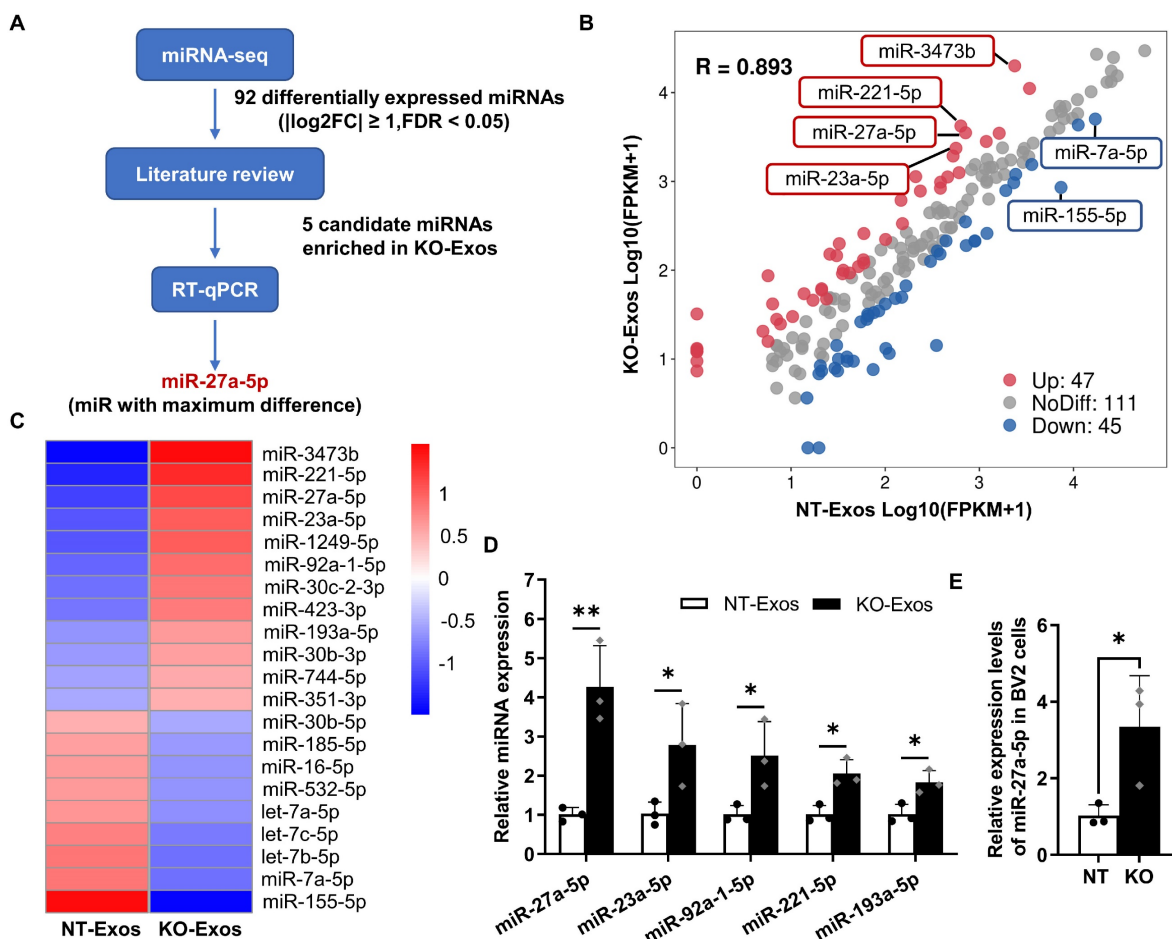 A
miRNA-seq
92 differentially expressed miRNAs
(|log2FC| ≥ 1,FDR < 0.05)
Literature review
5 candidate miRNAs
enriched in KO-Exos
RT-qPCR
miR-27a-5p
(miR with maximum difference)
B
R = 0.893
miR-3473b
miR-221-5p
miR-27a-5p
miR-23a-5p
miR-7a-5p
miR-155-5p
Up: 47
NoDiff: 111
Down: 45
KO-Exos Log10(FPKM+1)
4
3
2
1
0
0 1 2 3 4
NT-Exos Log10(FPKM+1)
C
miR-3473b
miR-221-5p
miR-27a-5p
miR-23a-5p
miR-1249-5p
miR-92a-1-5p
miR-30c-2-3p
miR-423-3p
miR-193a-5p
miR-30b-3p
miR-744-5p
miR-351-3p
miR-30b-5p
miR-185-5p
miR-16-5p
miR-532-5p
let-7a-5p
let-7c-5p
let-7b-5p
miR-7a-5p
miR-155-5p
NT-Exos KO-Exos
1
0.5
0
-0.5
-1
D
Relative miRNA expression
7
6
5
4
3
2
1
0
NT-Exos KO-Exos
** * * * *
miR-27a-5p
miR-23a-5p
miR-92a-1-5p
miR-221-5p
miR-193a-5p
E
Relative expression levels
of miR-27a-5p in BV2 cells
6
4
2
0
*
NT KO